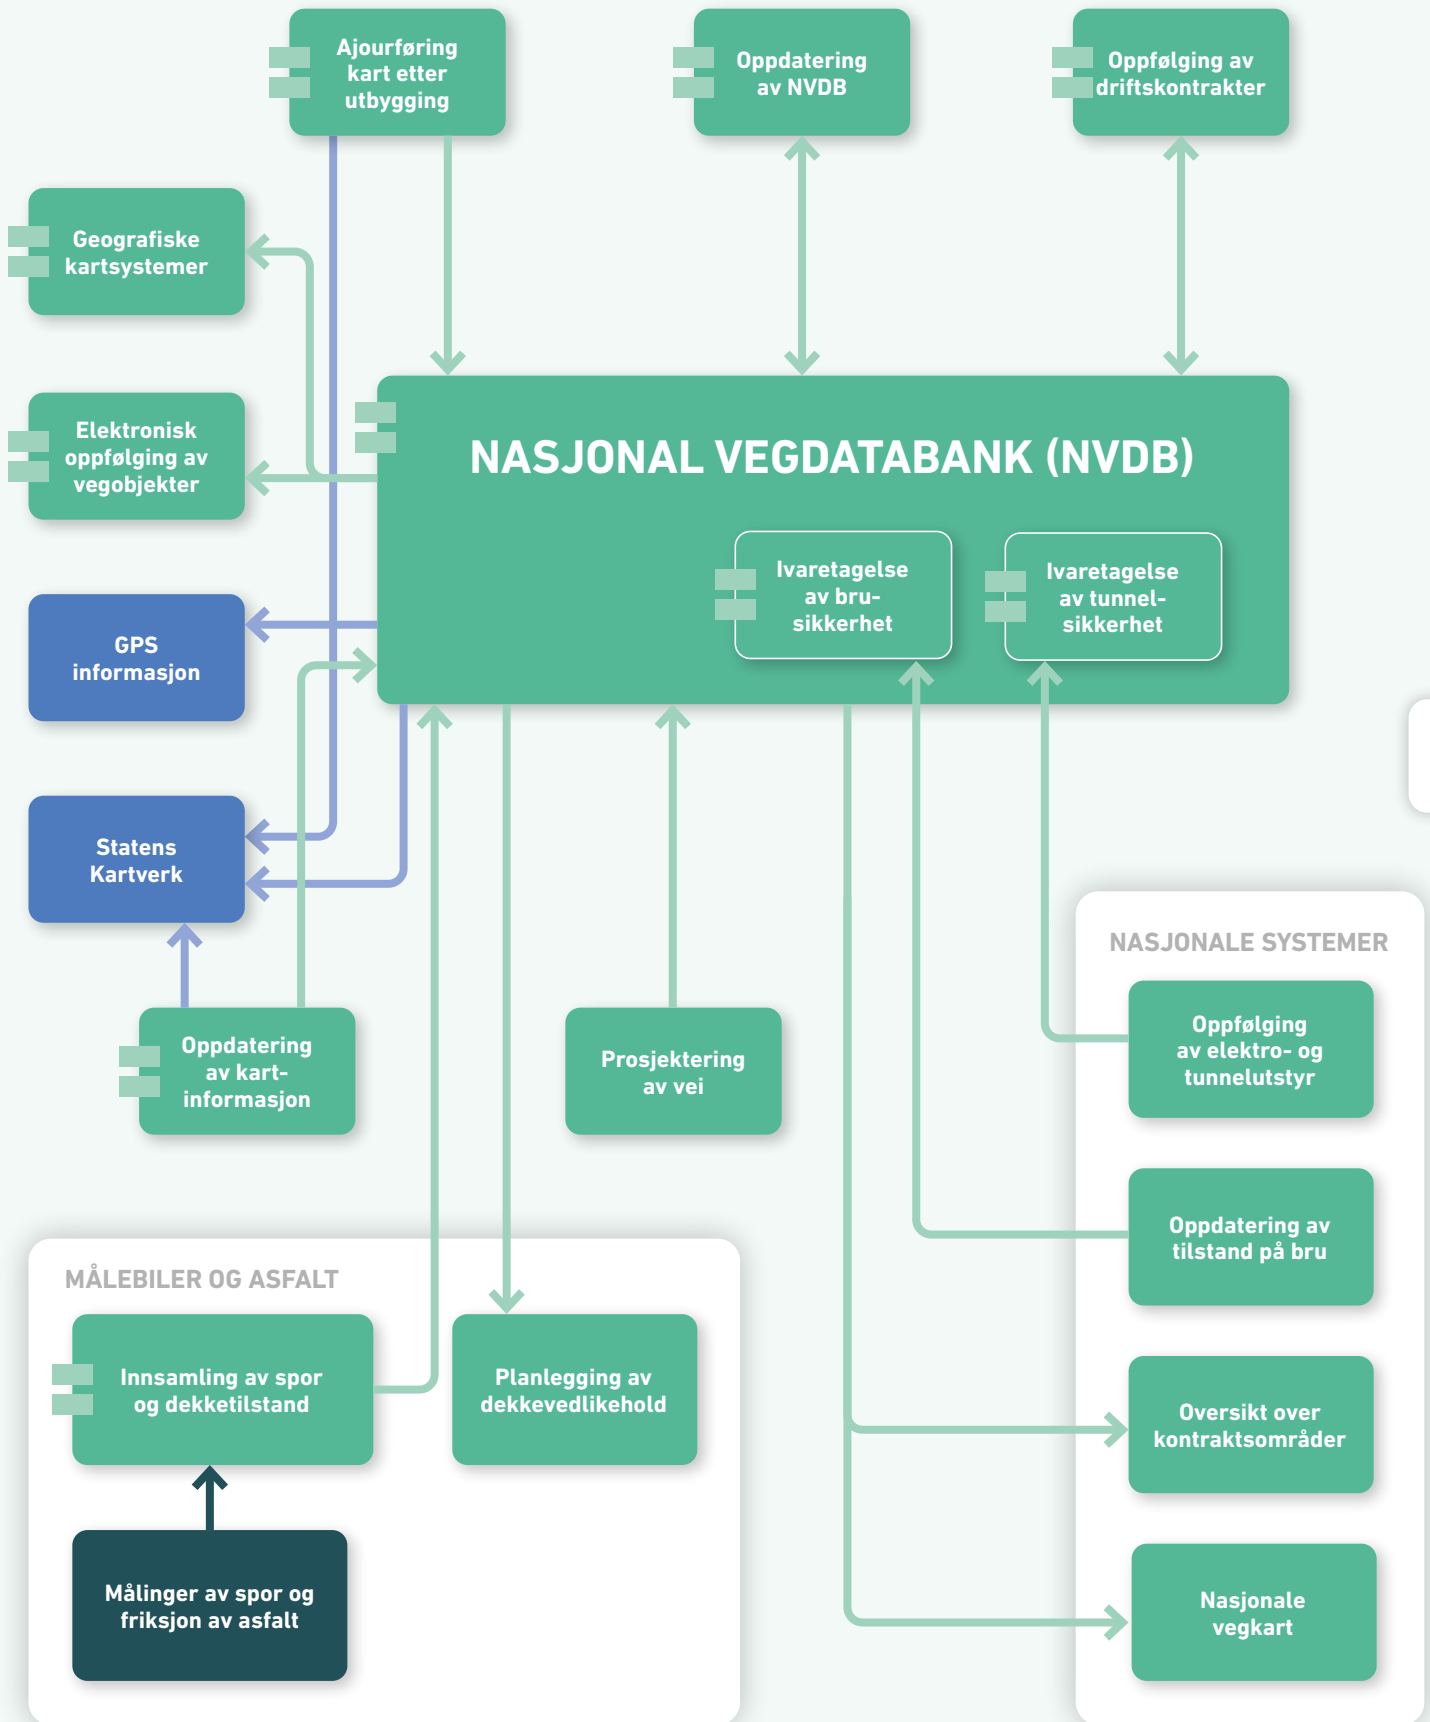 Ajourføring
kart etter
utbygging
Oppdatering
av NVDB
Oppfølging av
driftskontrakter
Geografiske
kartsystemer
Elektronisk
oppfølging av
vegobjekter
NASJONAL VEGDATABANK (NVDB)
Ivaretagelse
av bru-
sikkerhet
Ivaretagelse
av tunnel-
sikkerhet
GPS
informasjon
Statens
Kartverk
NASJONALE SYSTEMER
Oppfølging
av elektro- og
tunnelutstyr
Oppdatering
av kart-
informasjon
Prosjektering
av vei
Oppdatering av
tilstand på bru
MÅLEBILER OG ASFALT
Innsamling av spor
og dekketilstand
Planlegging av
dekkevedlikehold
Oversikt over
kontraktsområder
Målinger av spor og
friksjon av asfalt
Nasjonale
vegkart